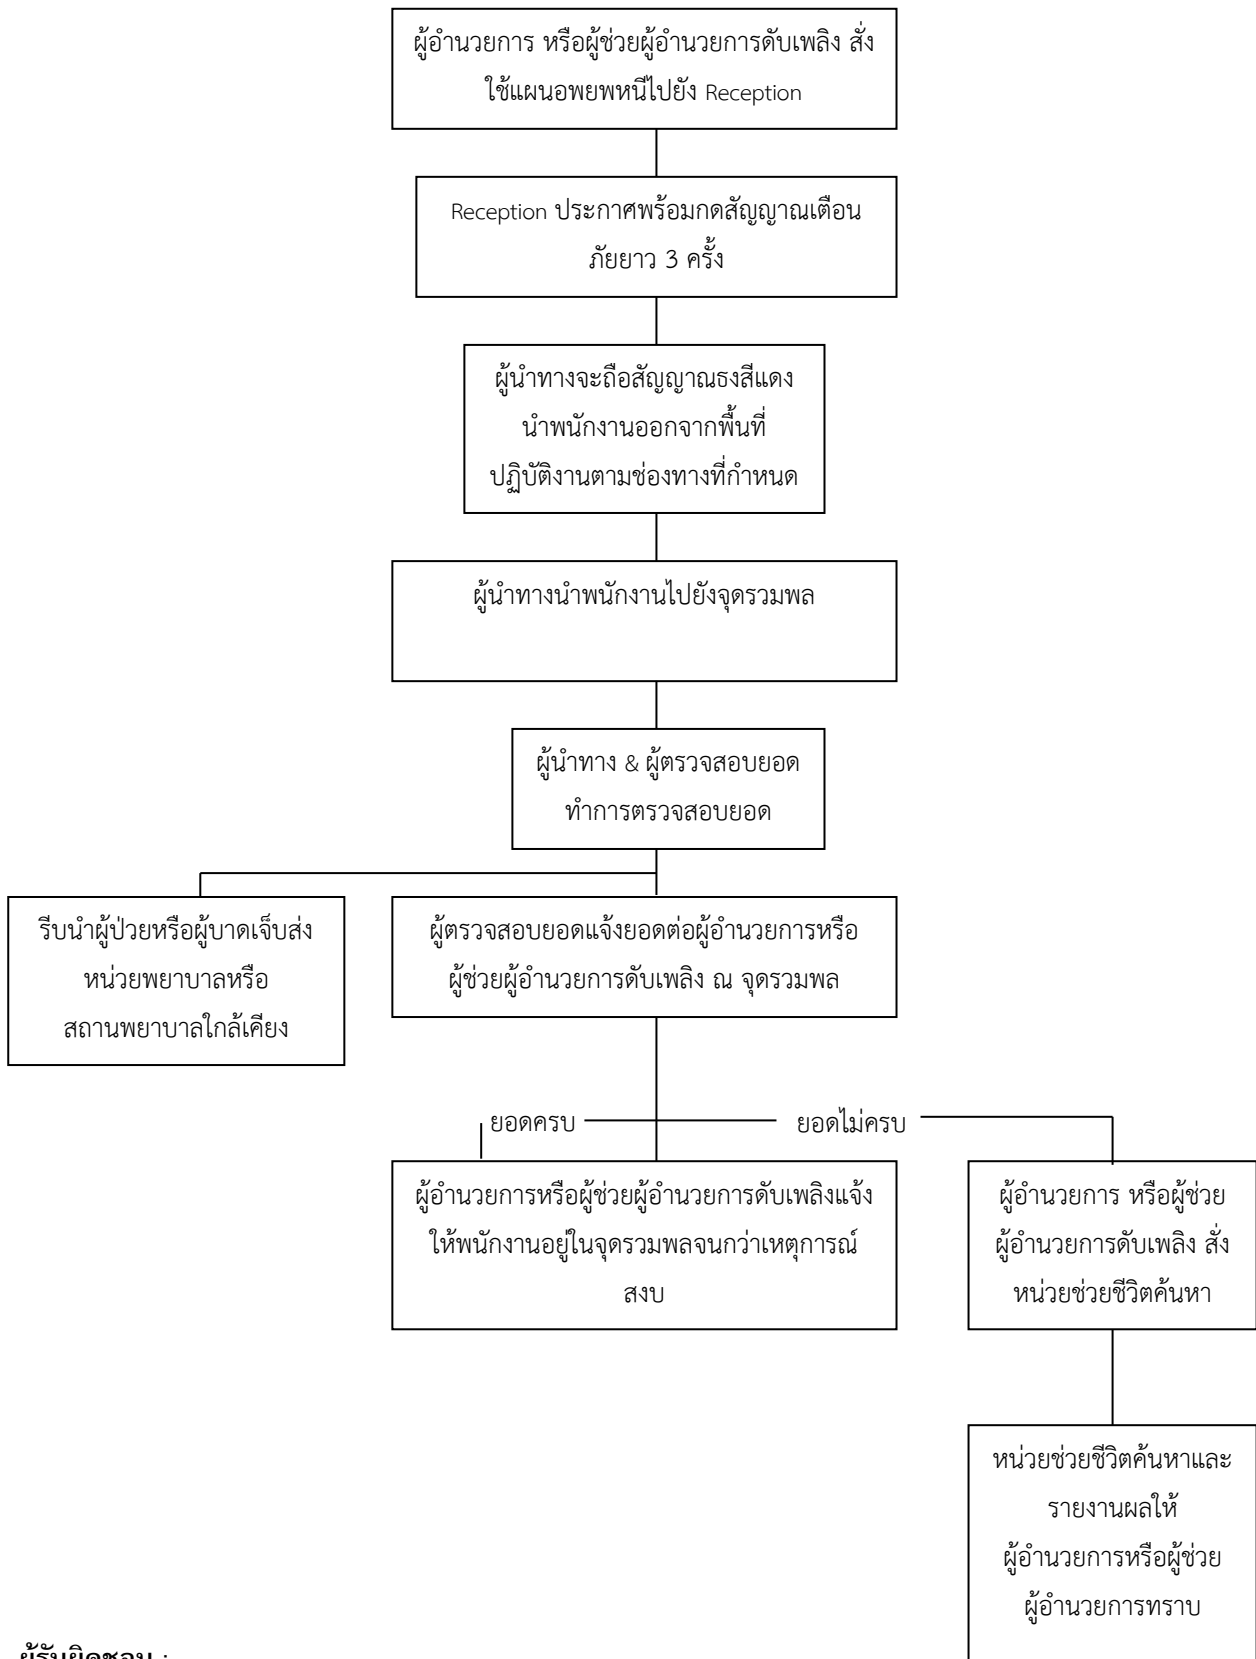 ผู้อำนวยการ หรือผู้ช่วยผู้อำนวยการดับเพลิง สั่ง
ใช้แผนอพยพหนีไปยัง Reception
Reception ประกาศพร้อมกดสัญญาณเตือน
ภัยยาว 3 ครั้ง
ผู้นำทางจะถือสัญญาณธงสีแดง
นำพนักงานออกจากพื้นที่
ปฏิบัติงานตามช่องทางที่กำหนด
ผู้นำทางนำพนักงานไปยังจุดรวมพล
ผู้นำทาง & ผู้ตรวจสอบยอด
ทำการตรวจสอบยอด
รีบนำผู้ป่วยหรือผู้บาดเจ็บส่ง
หน่วยพยาบาลหรือ
สถานพยาบาลใกล้เคียง
ผู้ตรวจสอบยอดแจ้งยอดต่อผู้อำนวยการหรือ
ผู้ช่วยผู้อำนวยการดับเพลิง ณ จุดรวมพล
ยอดครบ
ยอดไม่ครบ
ผู้อำนวยการหรือผู้ช่วยผู้อำนวยการดับเพลิงแจ้ง
ให้พนักงานอยู่ในจุดรวมพลจนกว่าเหตุการณ์
สงบ
ผู้อำนวยการ หรือผู้ช่วย
ผู้อำนวยการดับเพลิง สั่ง
หน่วยช่วยชีวิตค้นหา
หน่วยช่วยชีวิตค้นหาและ
รายงานผลให้
ผู้อำนวยการหรือผู้ช่วย
ผู้อำนวยการทราบ
ผู้รับผิดชอบ :